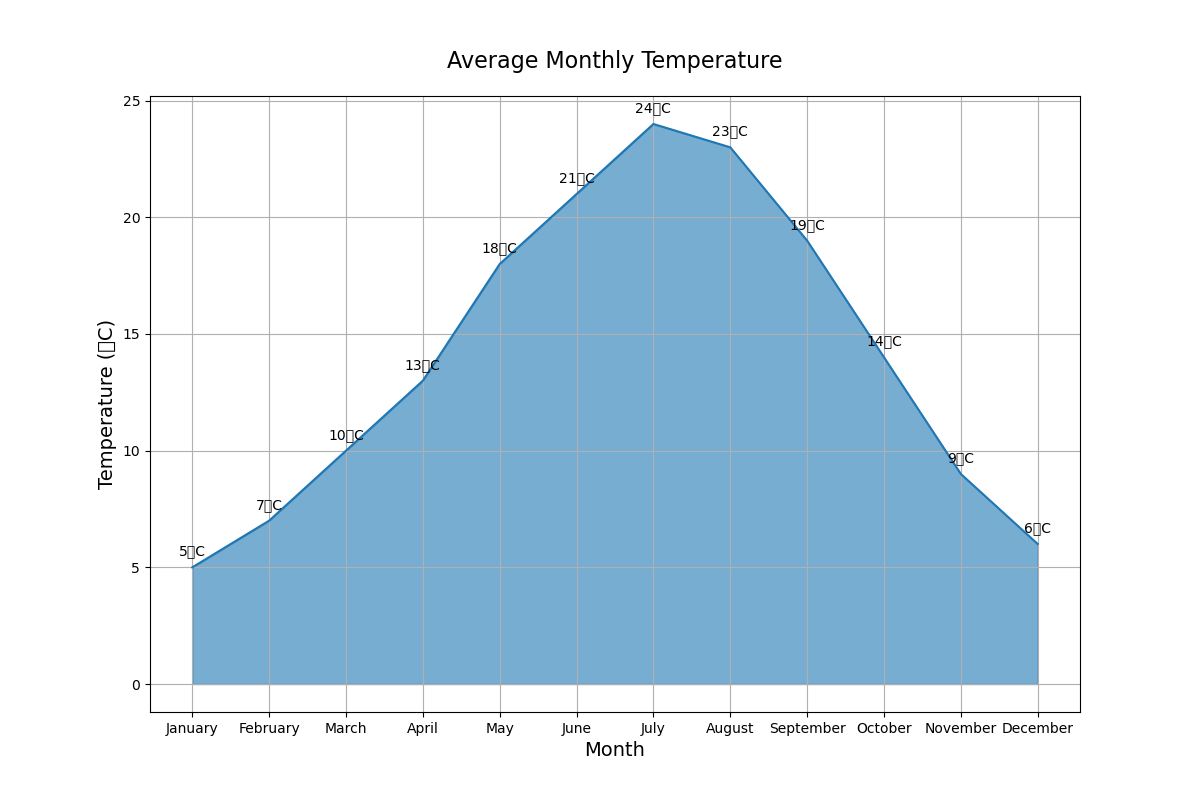 Average Monthly Temperature
25
20
15
10
5
0
Temperature (▯C)
5▯C
7▯C
10▯C
13▯C
18▯C
21▯C
24▯C
23▯C
19▯C
14▯C
9▯C
6▯C
January February March April May June July August September October November December
Month